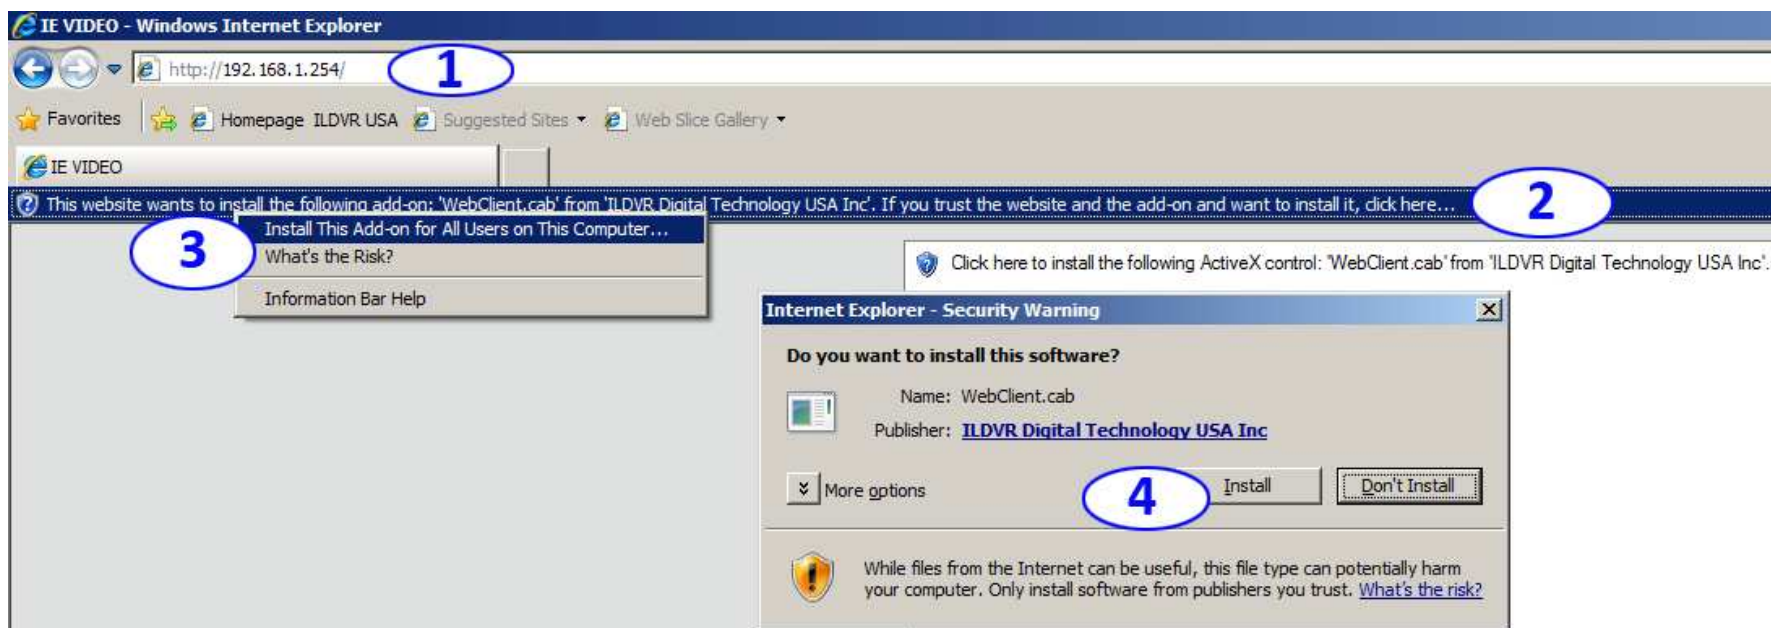 IE VIDEO - Windows Internet Explorer
http://192.168.1.254/
1
Favorites Homepage ILDVR USA Suggested Sites Web Slice Gallery
IE VIDEO
This website wants to install the following add-on: 'WebClient.cab' from 'ILDVR Digital Technology USA Inc'. If you trust the website and the add-on and want to install it, click here...
2
3
Install This Add-on for All Users on This Computer...
What's the Risk?
Information Bar Help
Click here to install the following ActiveX control: 'WebClient.cab' from 'ILDVR Digital Technology USA Inc'.
Internet Explorer - Security Warning
Do you want to install this software?
Name: WebClient.cab
Publisher: ILDVR Digital Technology USA Inc
More options
4
Install
Don't Install
While files from the Internet can be useful, this file type can potentially harm
your computer. Only install software from publishers you trust. What's the risk?